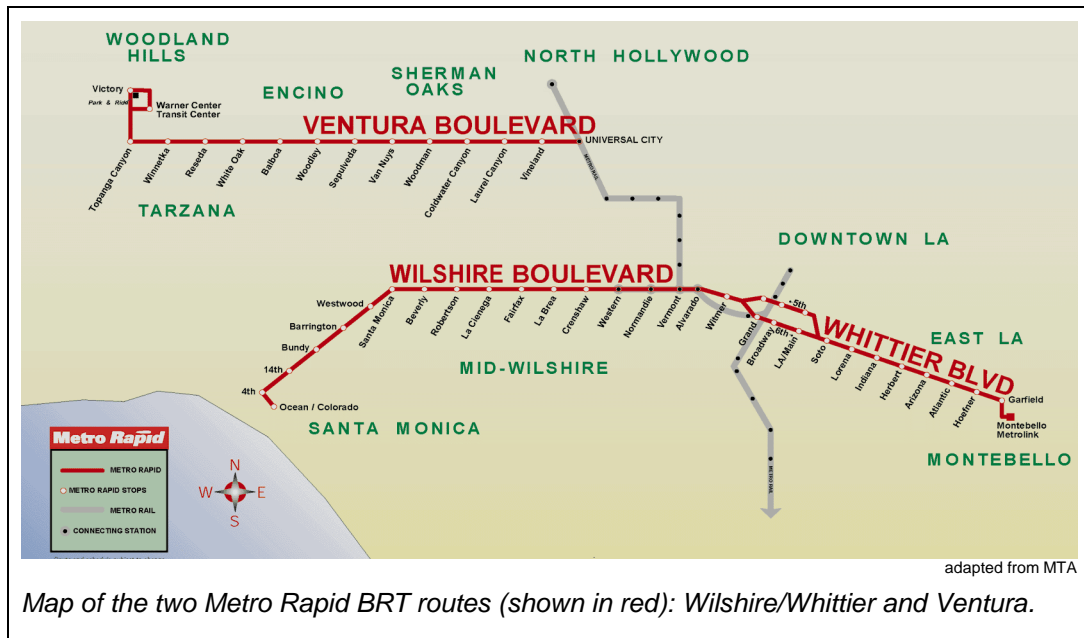 WOODLAND
HILLS
NORTH HOLLYWOOD
SHERMAN
OAKS
ENCINO
Victory
Park & Ride
Warner Center
Transit Center
VENTURA BOULEVARD
UNIVERSAL CITY
Topanga Canyon
Winnetka
Reseda
White Oak
Balboa
Woodley
Sepulveda
Van Nuys
Woodman
Coldwater Canyon
Laurel Canyon
Vineland
METRO RAIL
TARZANA
DOWNTOWN LA
WILSHIRE BOULEVARD
Westwood
Barrington
Bundy
14th
4th
Ocean / Colorado
Santa Monica
Beverly
Robertson
La Cienega
Fairfax
La Brea
Crenshaw
Western
Normandie
Vermont
Alvarado
Witmer
Grand
Broadway
LA/Main
5th
6th
Soto
Lorena
Indiana
Herbert
Arizona
Atlantic
Hoefner
WHITTIER BLVD
EAST LA
Garfield
Montebello
Metrolink
MID-WILSHIRE
SANTA MONICA
MONTEBELLO
METRO RAIL
Metro Rapid
METRO RAPID
METRO RAPID STOPS
METRO RAIL
CONNECTING STATION
N
W
E
S
adapted from MTA
Map of the two Metro Rapid BRT routes (shown in red): Wilshire/Whittier and Ventura.